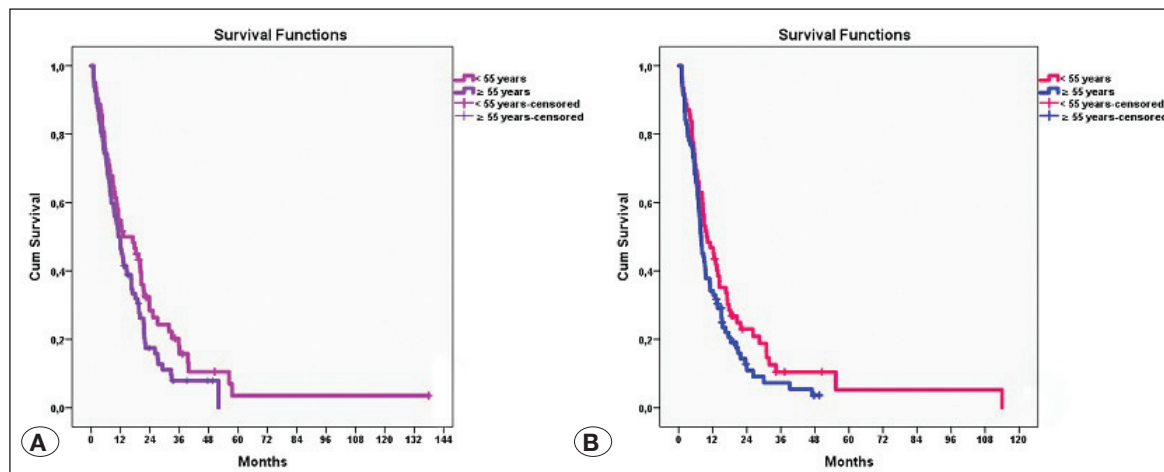 Survival Functions
< 55 years
≥ 55 years
< 55 years-censored
≥ 55 years-censored
1,0
0,8
0,6
0,4
0,2
0,0
Cum Survival
0 12 24 36 48 60 72 84 96 108 120 132 144
Months
A
Survival Functions
< 55 years
≥ 55 years
< 55 years-censored
≥ 55 years-censored
1,0
0,8
0,6
0,4
0,2
0,0
Cum Survival
0 12 24 36 48 60 72 84 96 108 120
Months
B